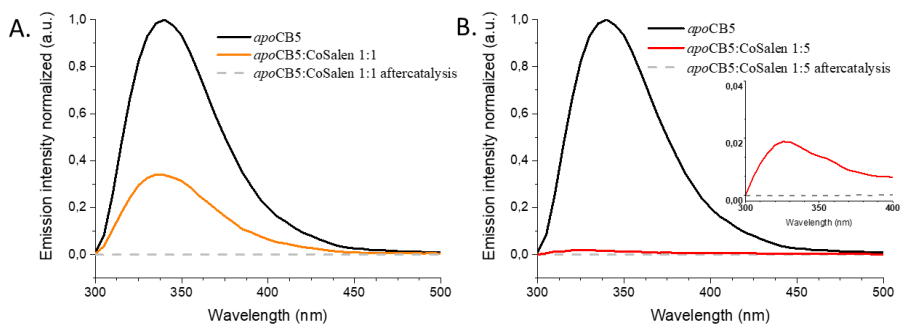 A.
apoCB5
apoCB5:CoSalen 1:1
apoCB5:CoSalen 1:1 aftercatalysis
Emission intensity normalized (a.u.)
1,0
0,8
0,6
0,4
0,2
0,0
300 350 400 450 500
Wavelength (nm)
B.
apoCB5
apoCB5:CoSalen 1:5
apoCB5:CoSalen 1:5 aftercatalysis
Emission intensity normalized (a.u.)
1,0
0,8
0,6
0,4
0,2
0,0
300 350 400 450 500
Wavelength (nm)
0,04
0,02
0,00
300 350 400
Wavelength (nm)